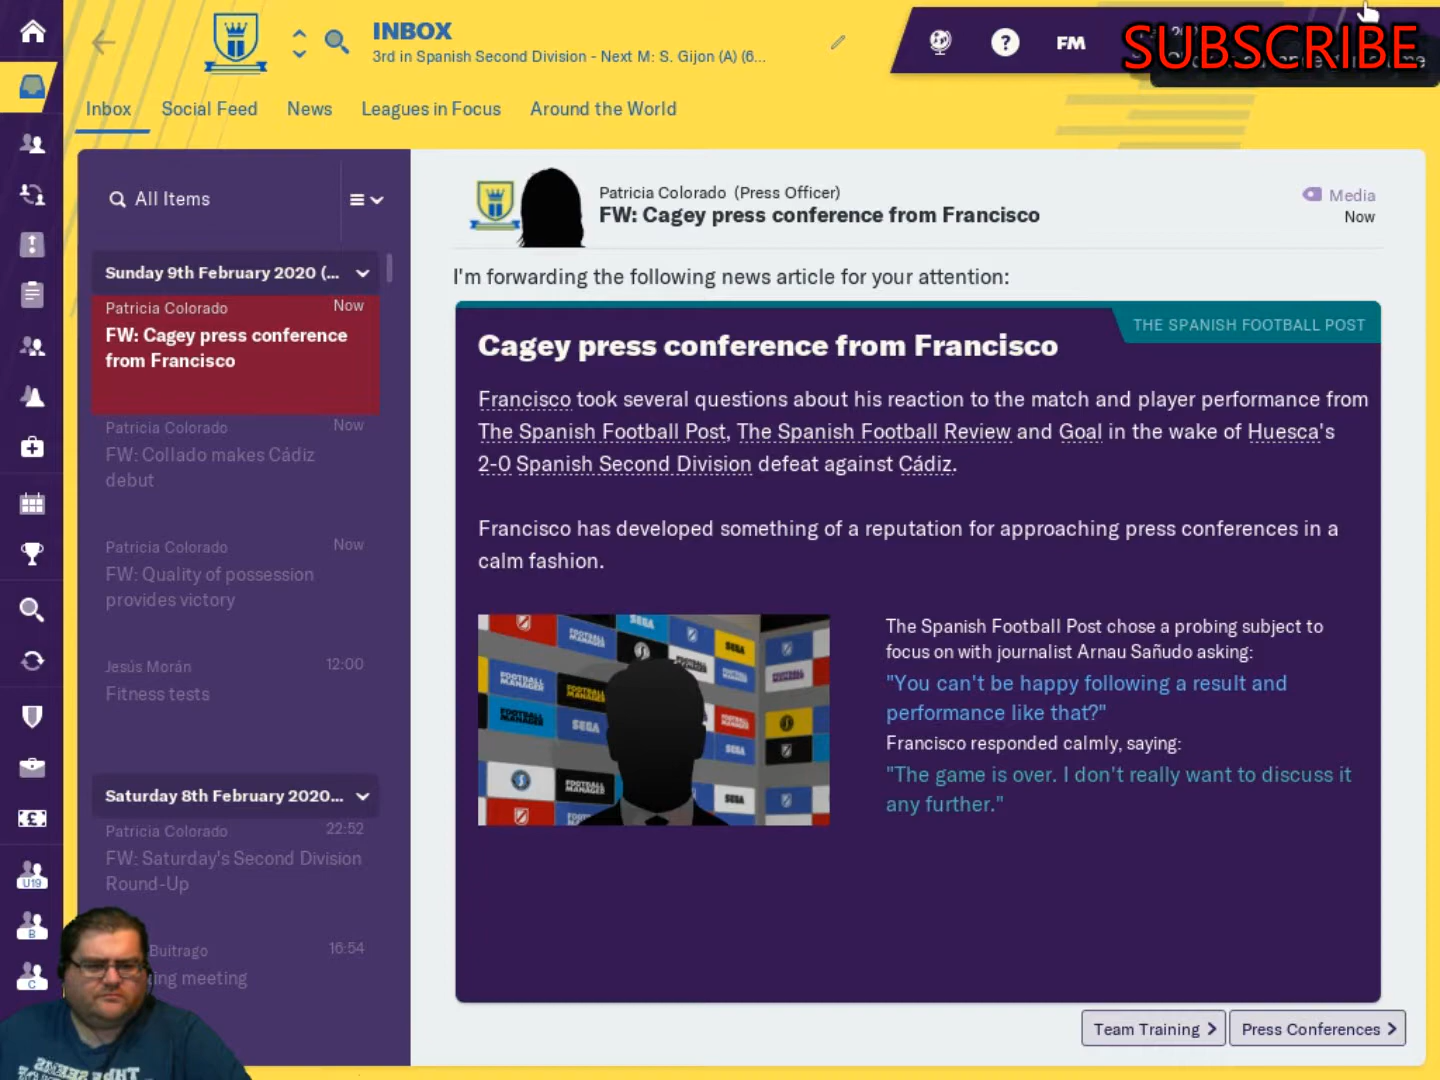 INBOX
3rd in Spanish Second Division - Next M: S. Gijon (A) (6...
FM
SUBSCRIBE
Inbox
Social Feed
News
Leagues in Focus
Around the World
All Items
Sunday 9th February 2020 (...
Patricia Colorado
Now
FW: Cagey press conference
from Francisco
Patricia Colorado
Now
FW: Collado makes Cádiz
debut
Patricia Colorado
Now
FW: Quality of possession
provides victory
Jesús Morán
12:00
Fitness tests
Saturday 8th February 2020...
Patricia Colorado
22:52
FW: Saturday's Second Division
Round-Up
Buitrago
16:54
meeting
U19
B
C
Patricia Colorado (Press Officer)
FW: Cagey press conference from Francisco
Media
Now
I'm forwarding the following news article for your attention:
THE SPANISH FOOTBALL POST
Cagey press conference from Francisco
Francisco took several questions about his reaction to the match and player performance from
The Spanish Football Post, The Spanish Football Review and Goal in the wake of Huesca's
2-0 Spanish Second Division defeat against Cádiz.
Francisco has developed something of a reputation for approaching press conferences in a
calm fashion.
SEGA
FOOTBALL MANAGER
The Spanish Football Post chose a probing subject to
focus on with journalist Arnau Sañudo asking:
"You can't be happy following a result and
performance like that?"
Francisco responded calmly, saying:
"The game is over. I don't really want to discuss it
any further."
Team Training
Press Conferences